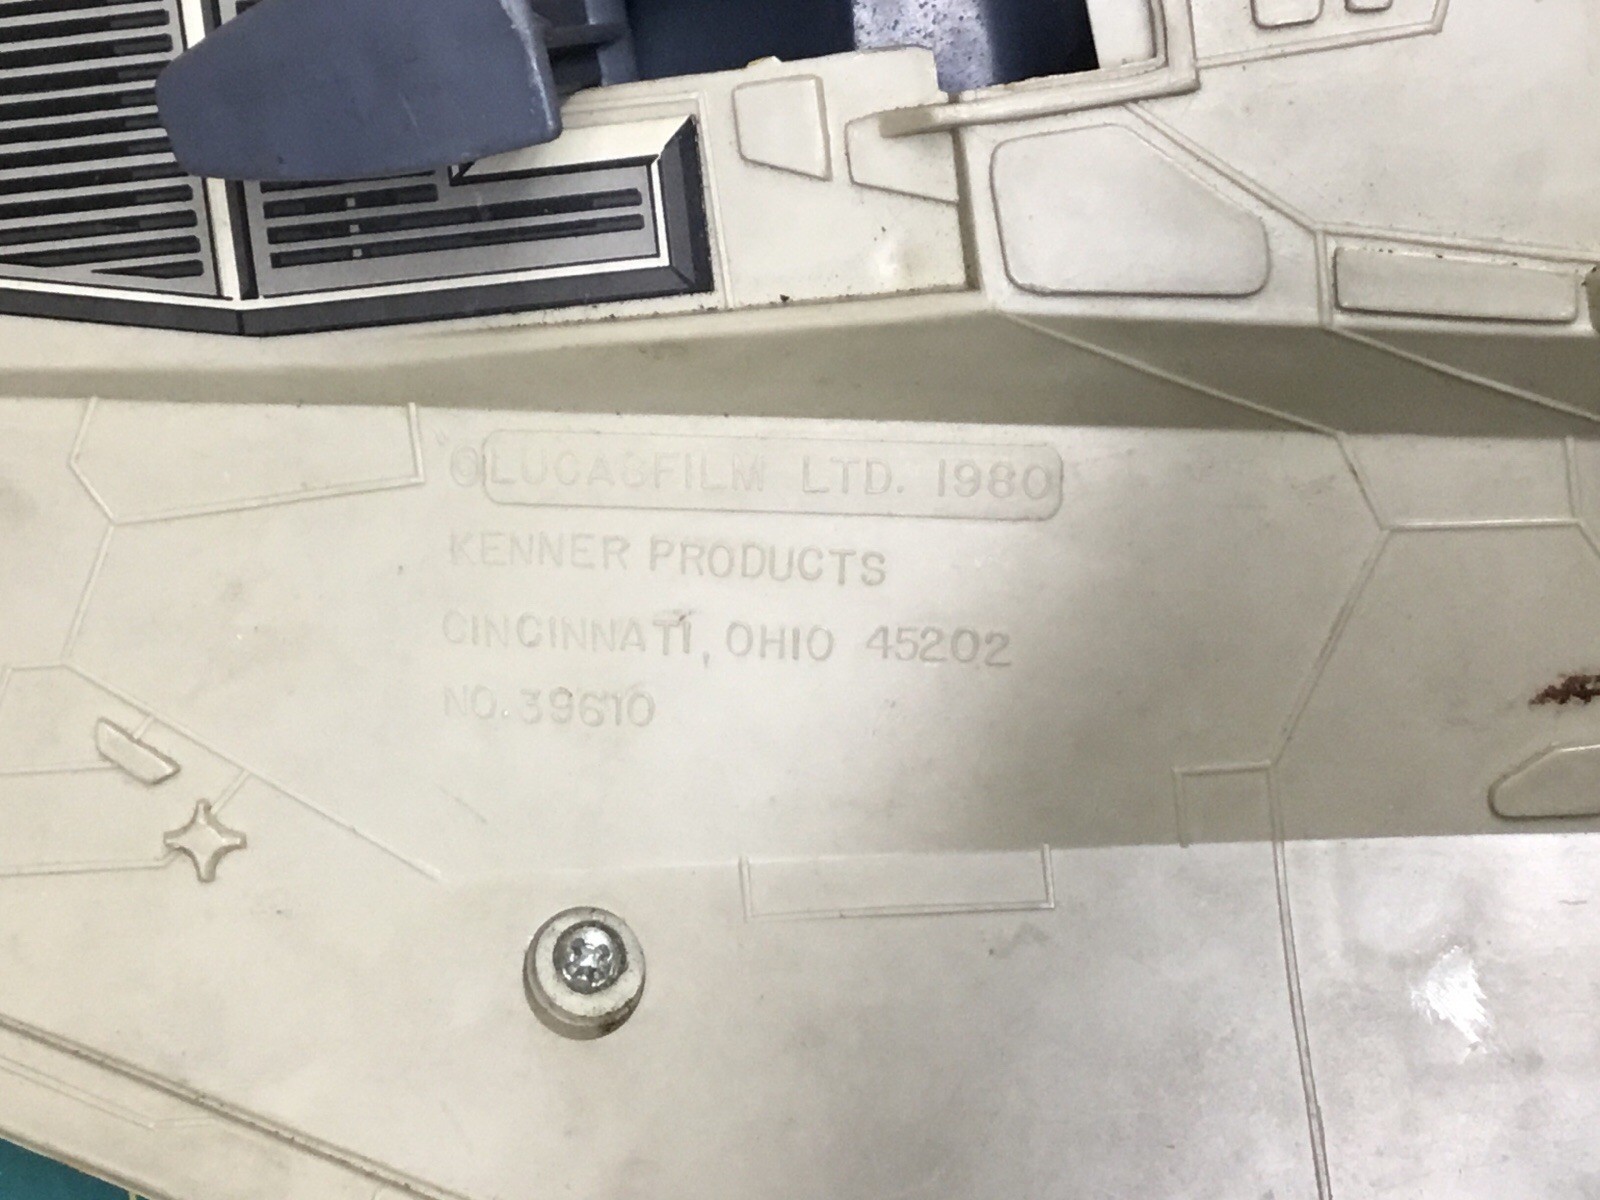 ©LUCASFILM LTD. 1980
KENNER PRODUCTS
CINCINNATI, OHIO 45202
NO. 39610